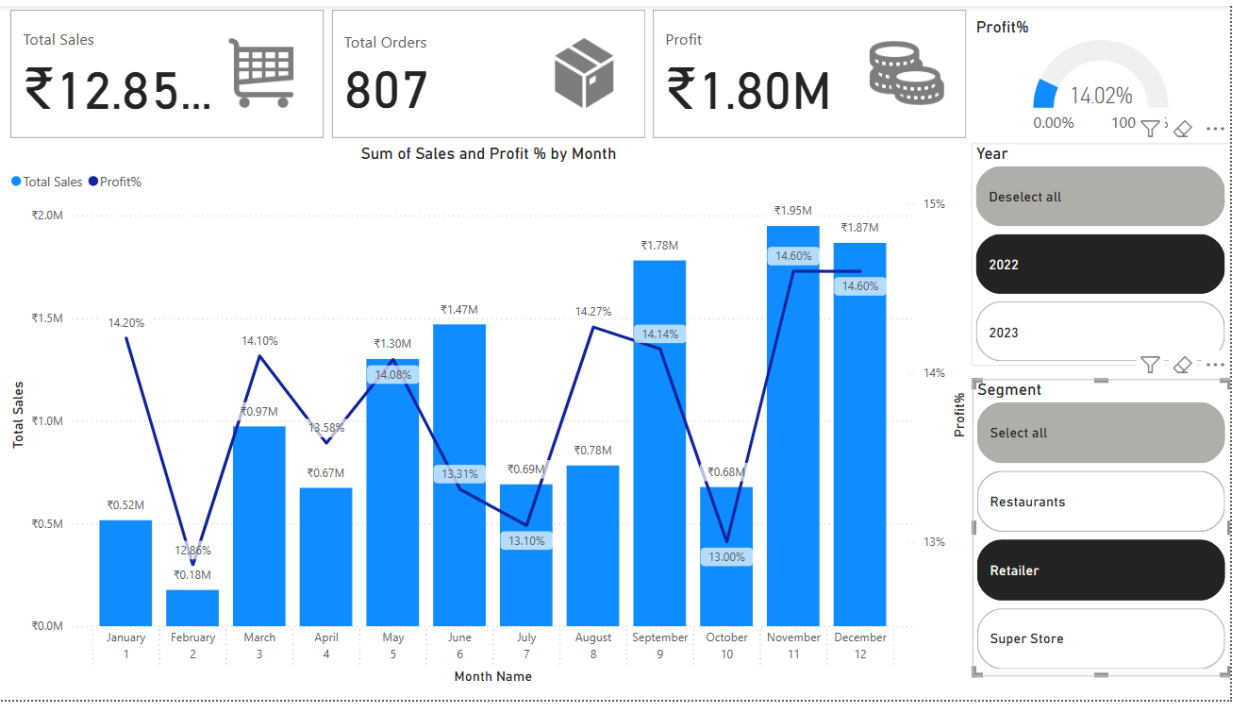 Total Sales
₹12.85...
Total Orders
807
Profit
₹1.80M
Profit%
14.02%
0.00%
100
Sum of Sales and Profit % by Month
Total Sales
Profit%
₹2.0M
₹1.5M
₹1.0M
₹0.5M
₹0.0M
Total Sales
15%
14%
13%
Profit%
₹0.52M
₹0.18M
₹0.97M
₹0.67M
₹1.30M
₹1.47M
₹0.69M
₹0.78M
₹1.78M
₹0.68M
₹1.95M
₹1.87M
14.20%
12.86%
14.10%
13.58%
14.08%
13.31%
13.10%
14.27%
14.14%
13.00%
14.60%
14.60%
January February March April May June July August September October November December
1 2 3 4 5 6 7 8 9 10 11 12
Month Name
Year
Deselect all
2022
2023
Segment
Select all
Restaurants
Retailer
Super Store